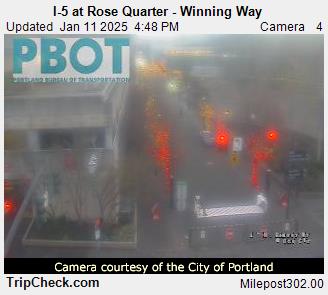 I-5 at Rose Quarter - Winning Way
Updated Jan 11 2025 4:48 PM Camera 4
PBOT
PORTLAND BUREAU OF TRANSPORTATION
Camera courtesy of the City of Portland
TripCheck.com Milepost302.00